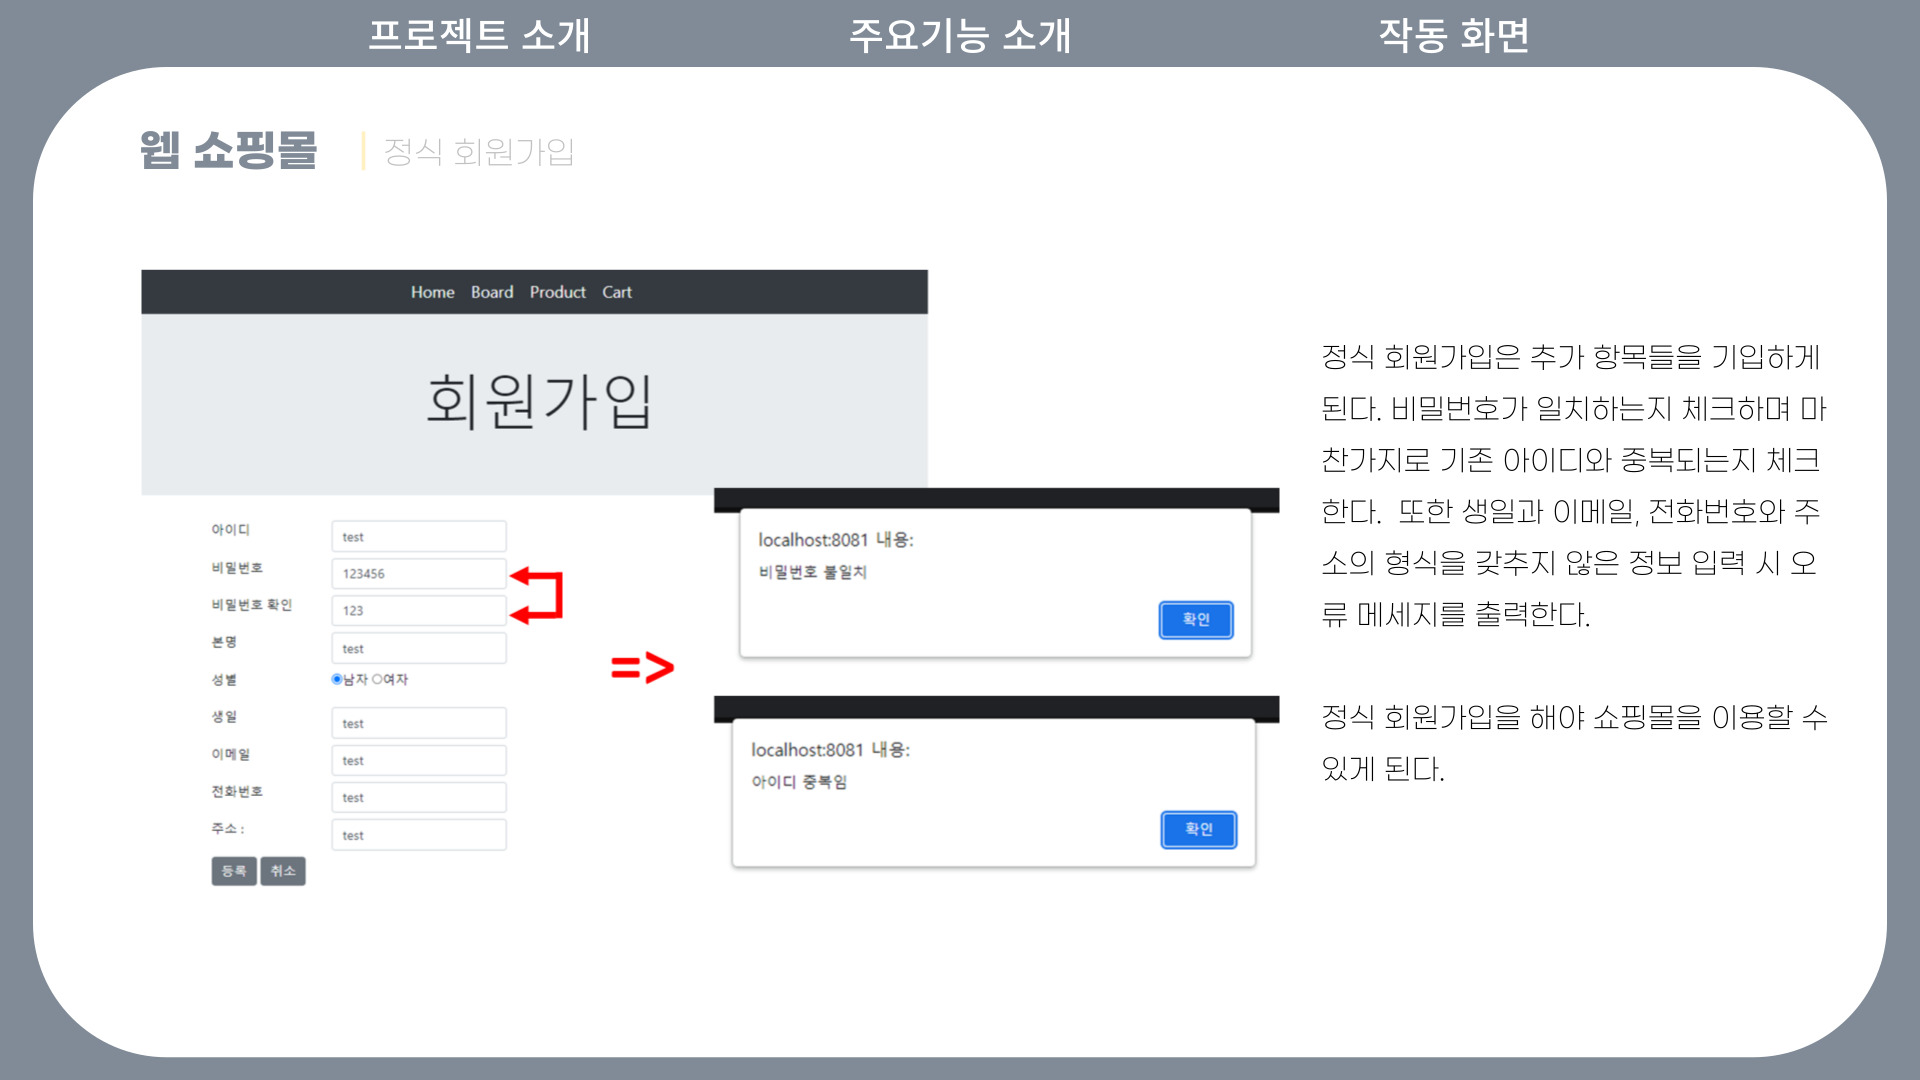 프로젝트 소개
주요기능 소개
작동 화면
웹 쇼핑몰
정식 회원가입
Home Board Product Cart
회원가입
아이디 test
비밀번호 123456
비밀번호 확인 123
본명 test
성별 남자 여자
생일 test
이메일 test
전화번호 test
주소 : test
등록 취소
=>
localhost:8081 내용:
비밀번호 불일치
확인
localhost:8081 내용:
아이디 중복임
확인
정식 회원가입은 추가 항목들을 기입하게
된다. 비밀번호가 일치하는지 체크하며 마
찬가지로 기존 아이디와 중복되는지 체크
한다. 또한 생일과 이메일, 전화번호와 주
소의 형식을 갖추지 않은 정보 입력 시 오
류 메세지를 출력한다.
정식 회원가입을 해야 쇼핑몰을 이용할 수
있게 된다.